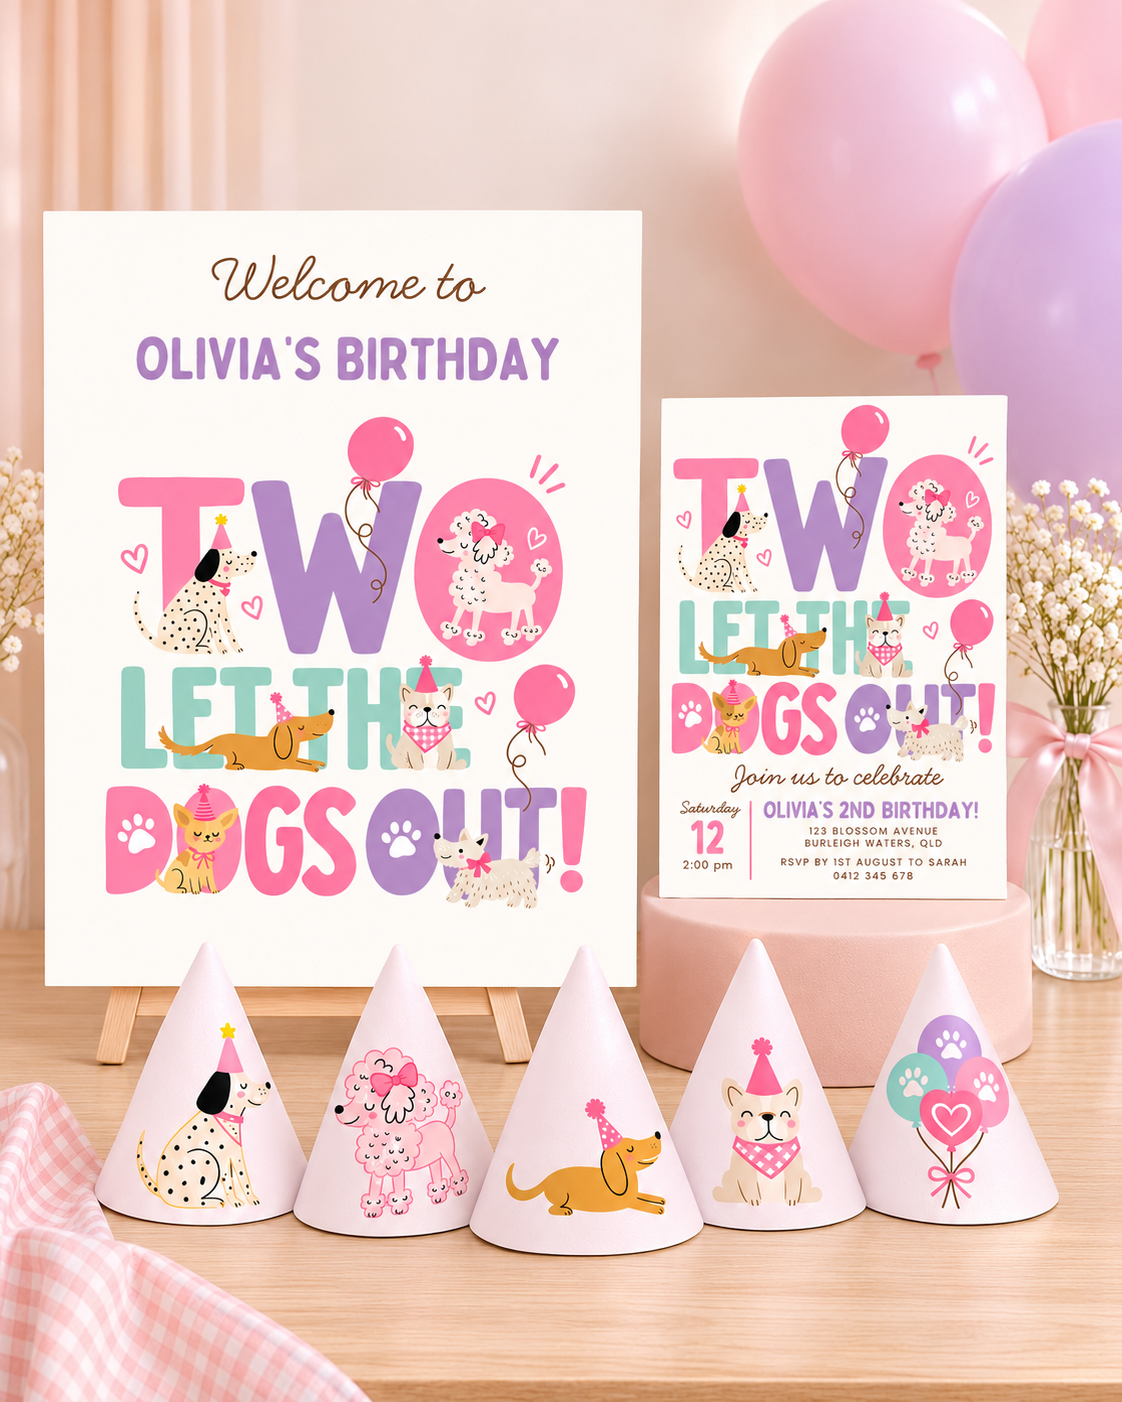 Welcome to
OLIVIA'S BIRTHDAY
TWO
LET THE
DOGS OUT!
TWO
LET THE
DOGS OUT!
Join us to celebrate
Saturday
12
2:00 pm
OLIVIA'S 2ND BIRTHDAY!
123 BLOSSOM AVENUE
BURLEIGH WATERS, QLD
RSVP BY 1ST AUGUST TO SARAH
0412 345 678